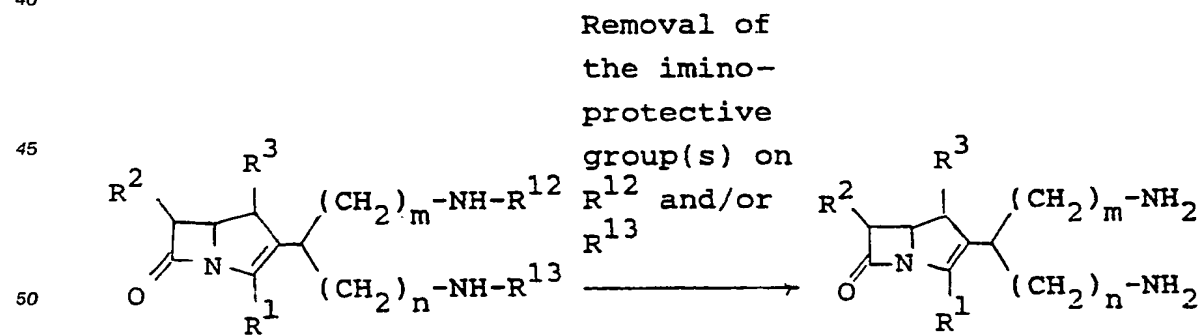 40
Removal of
the imino-
protective
45 group(s) on
R³ R³
R² (CH₂)ₘ-NH-R¹² R¹² and/or R² (CH₂)ₘ-NH₂
R¹³
N N
O (CH₂)ₙ-NH-R¹³ O (CH₂)ₙ-NH₂
50
R¹ R¹